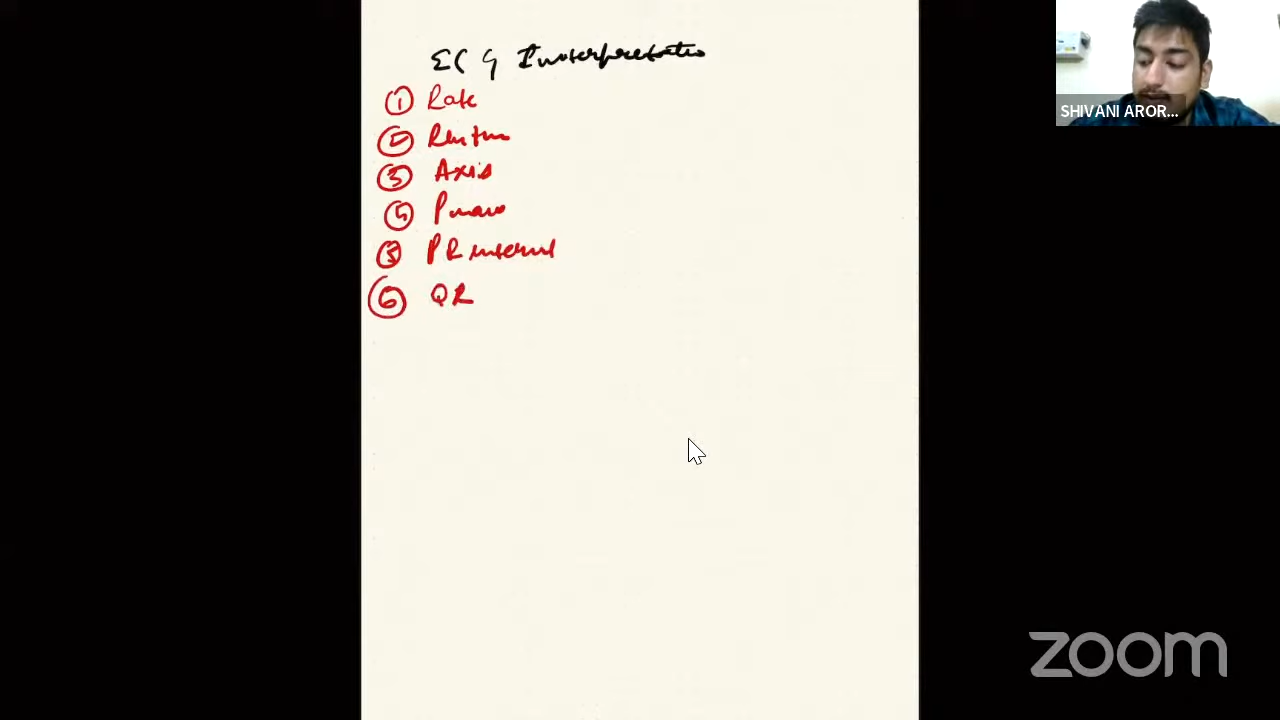 ECG Interpretation
① Rate
② Rhythm
③ Axis
④ P wave
⑤ PR interval
⑥ QR
SHIVANI AROR...
zoom